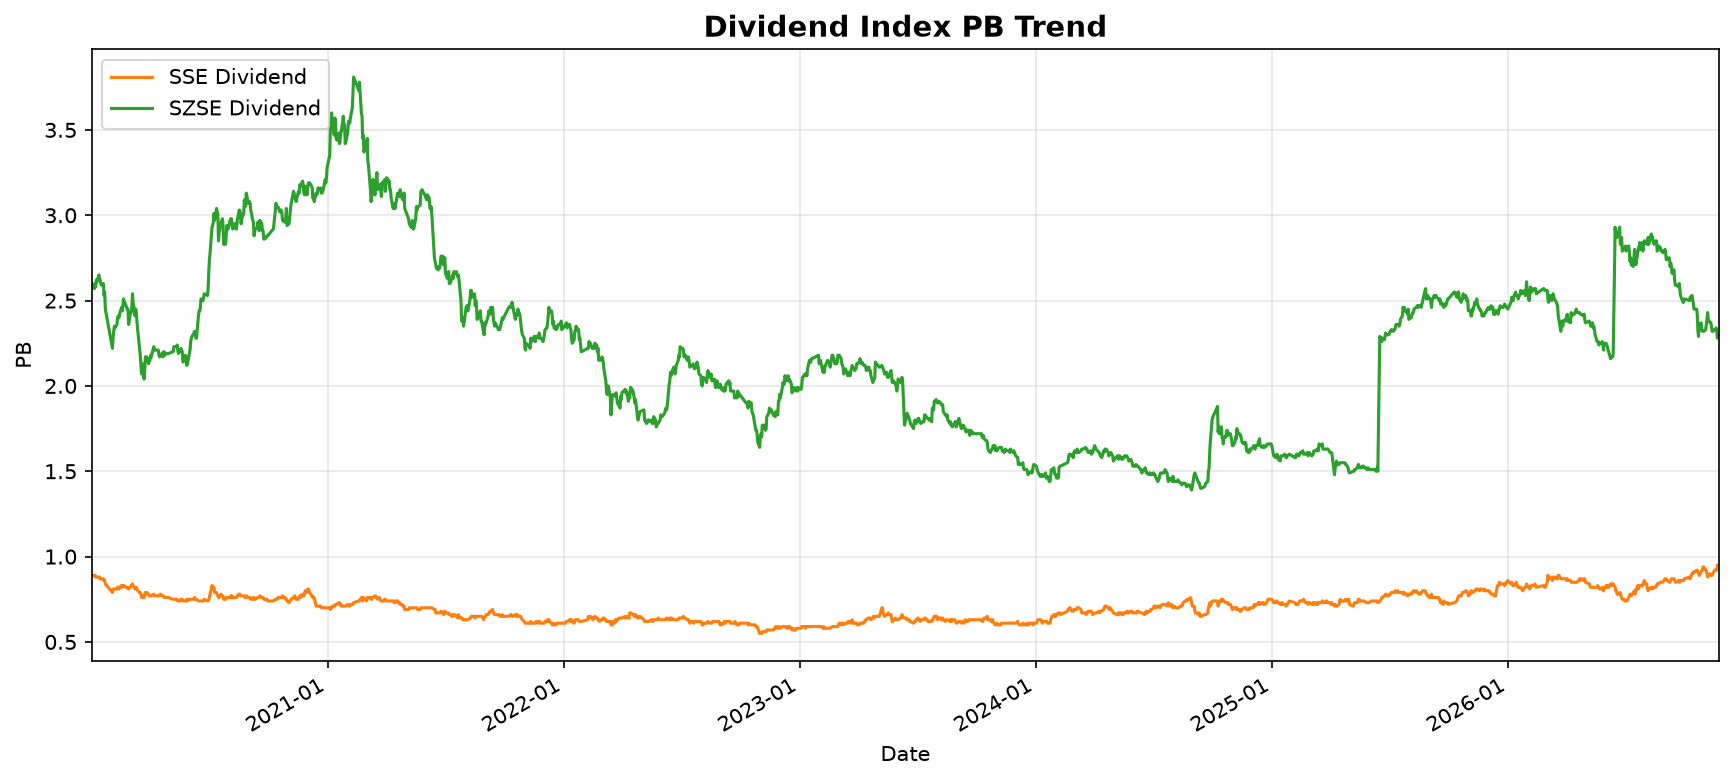 Dividend Index PB Trend
SSE Dividend
SZSE Dividend
3.5
3.0
2.5
2.0
1.5
1.0
0.5
PB
2021-01
2022-01
2023-01
2024-01
2025-01
2026-01
Date